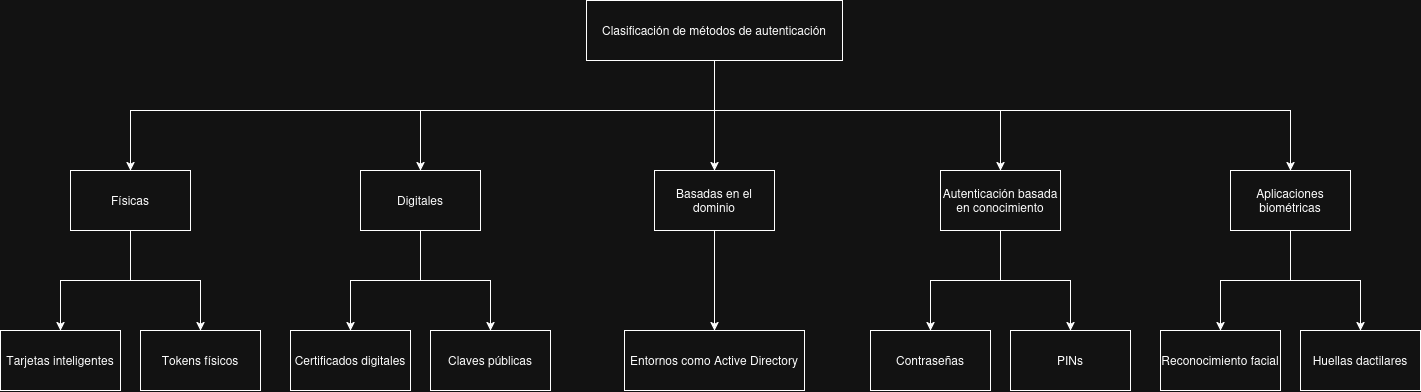 Clasificación de métodos de autenticación
Físicas
Digitales
Basadas en el
dominio
Autenticación basada
en conocimiento
Aplicaciones
biométricas
Tarjetas inteligentes
Tokens físicos
Certificados digitales
Claves públicas
Entornos como Active Directory
Contraseñas
PINs
Reconocimiento facial
Huellas dactilares